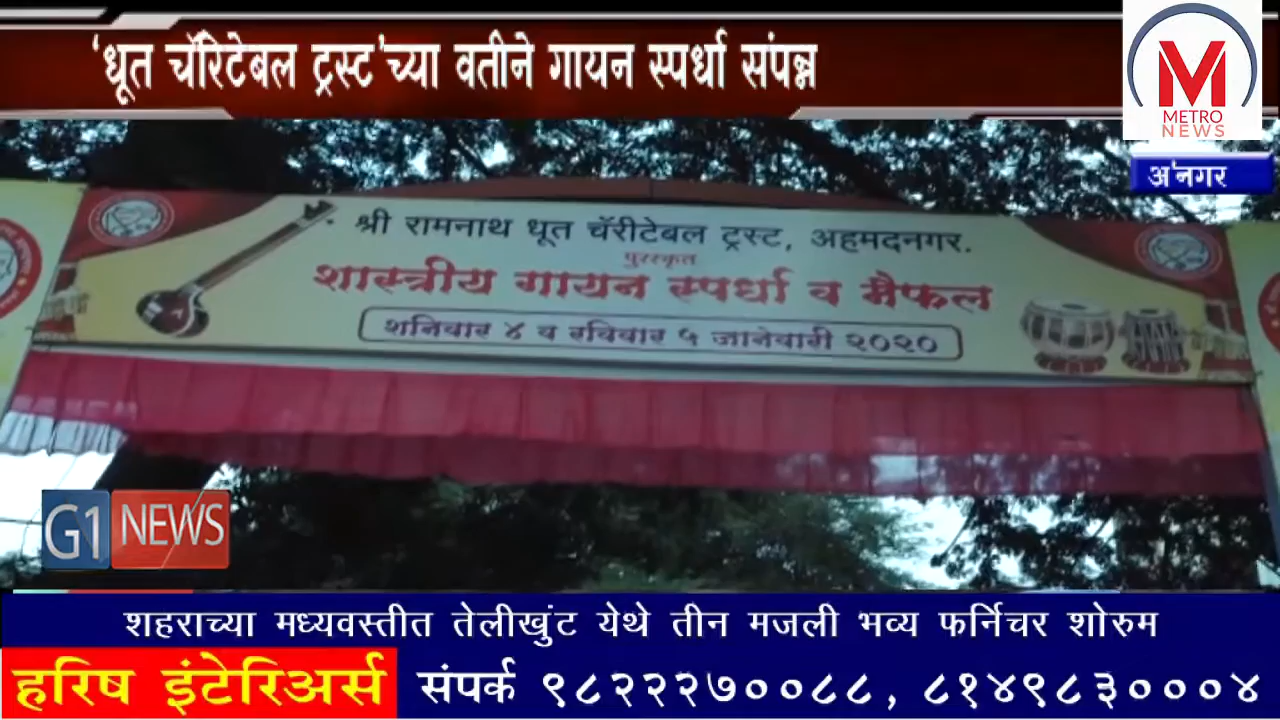 ‘धूत चॅरिटेबल ट्रस्ट’च्या वतीने गायन स्पर्धा संपन्न
M
METRO
NEWS
अ'नगर
श्री रामनाथ धूत चॅरीटेबल ट्रस्ट, अहमदनगर.
पुरस्कृत
शास्त्रीय गायन स्पर्धा व मैफल
शनिवार ४ व रविवार ५ जानेवारी २०२०
G1 NEWS
शहराच्या मध्यवस्तीत तेलीखुंट येथे तीन मजली भव्य फर्निचर शोरुम
हरिष इंटेरिअर्स संपर्क ९८२२२७००८८, ८१४९८३०००४